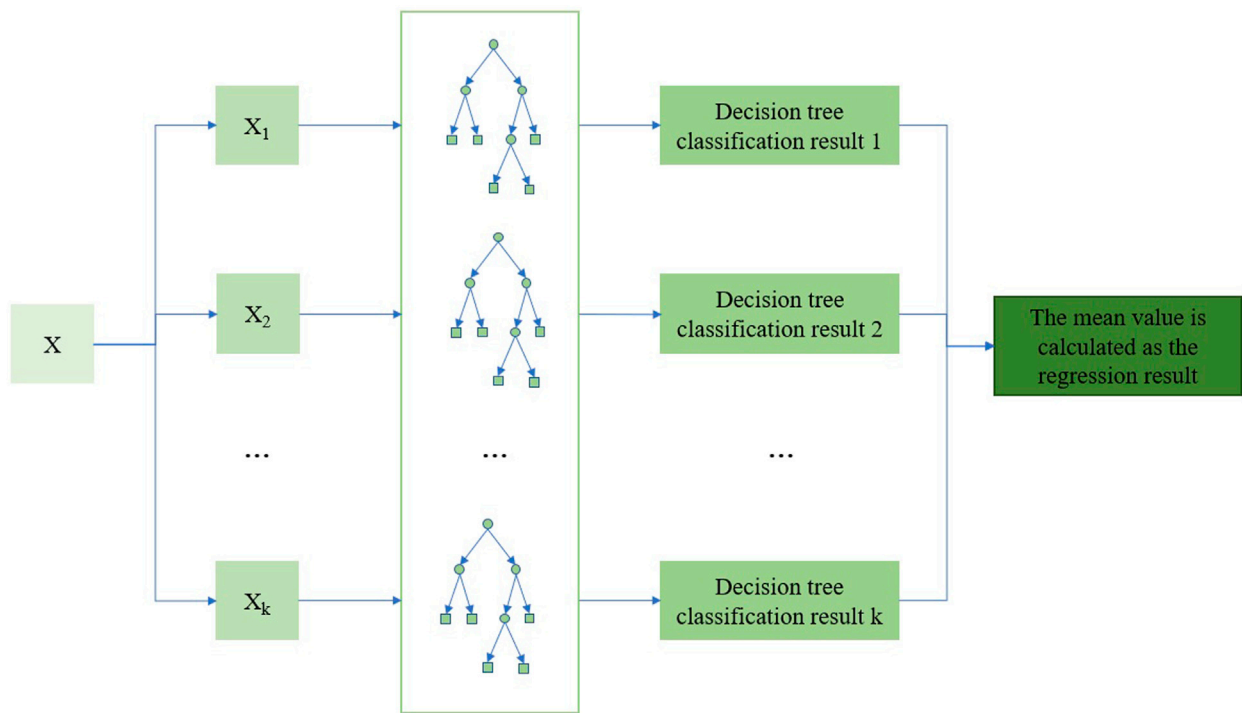 X
X₁
Decision tree
classification result 1
X₂
Decision tree
classification result 2
The mean value is
calculated as the
regression result
...
...
...
Xₖ
Decision tree
classification result k